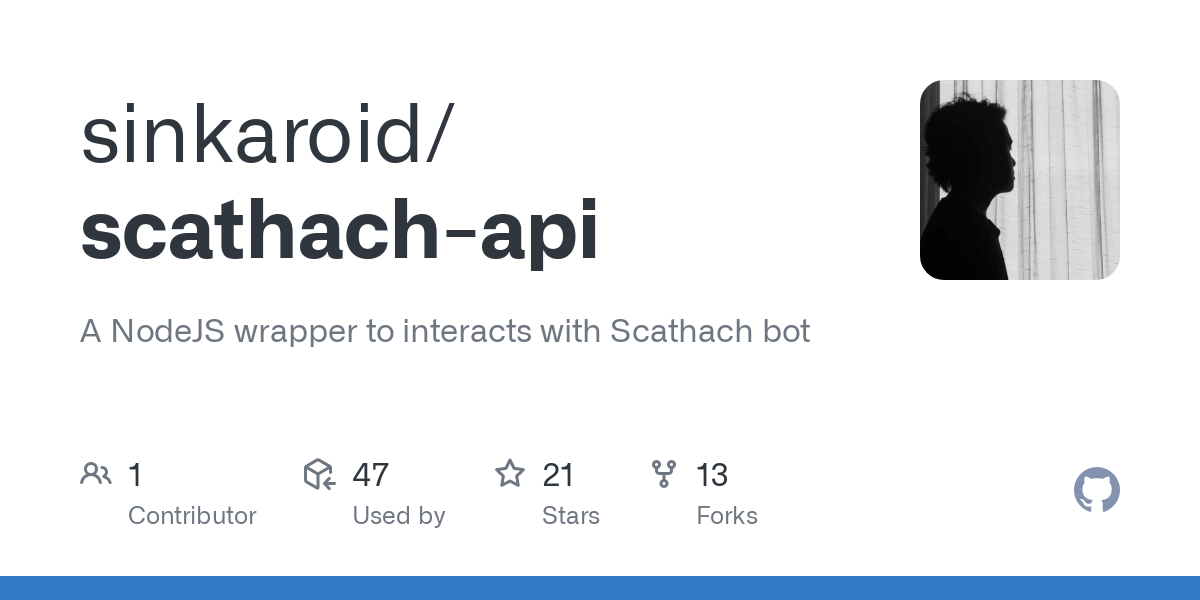 sinkaroid/
scathach-api
A NodeJS wrapper to interacts with Scathach bot
1
Contributor
47
Used by
21
Stars
13
Forks